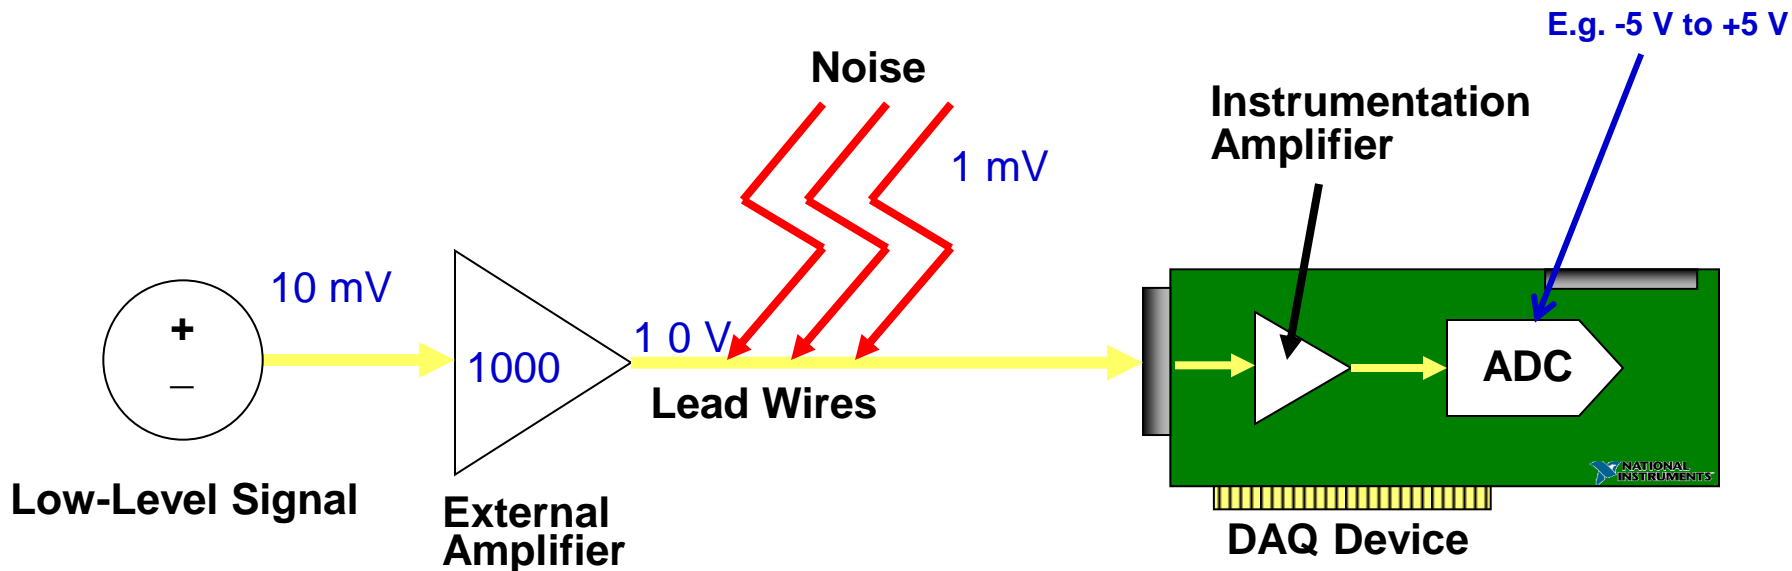 E.g. -5 V to +5 V
Noise
Instrumentation
Amplifier
1 mV
10 mV
+
_
1000
1 0 V
ADC
Lead Wires
NATIONAL
INSTRUMENTS
Low-Level Signal
External
Amplifier
DAQ Device